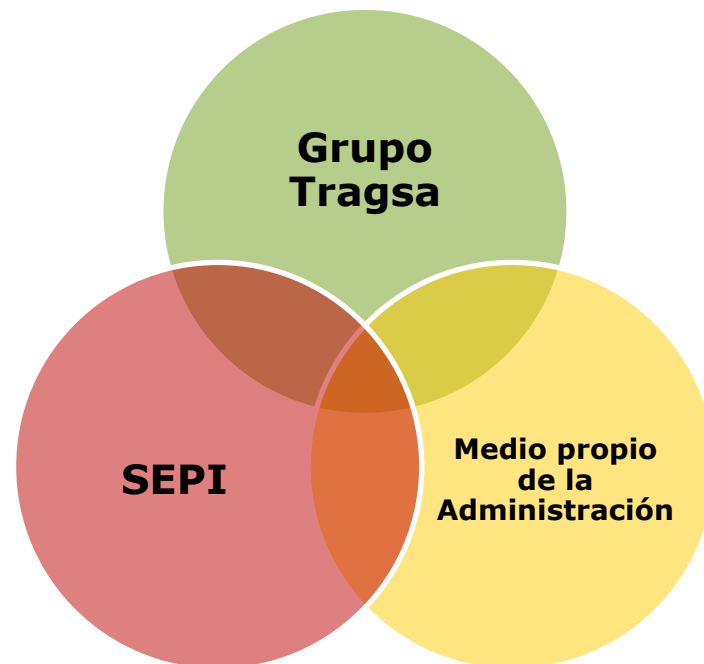 Grupo
Tragsa
SEPI
Medio propio
de la
Administración